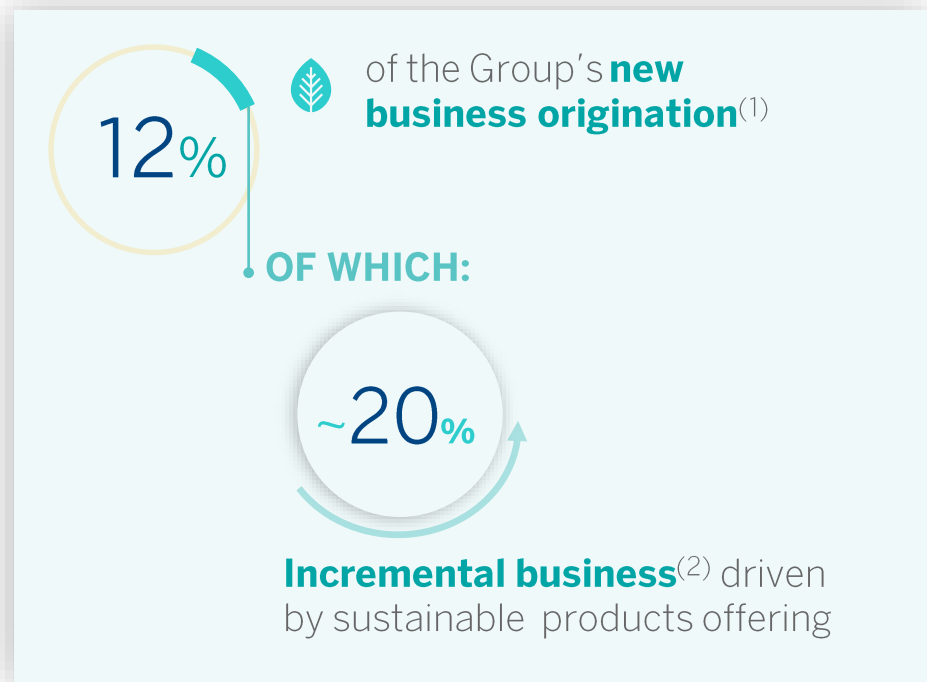 12%
of the Group's new
business origination(1)
OF WHICH:
~20%
Incremental business(2) driven
by sustainable products offering